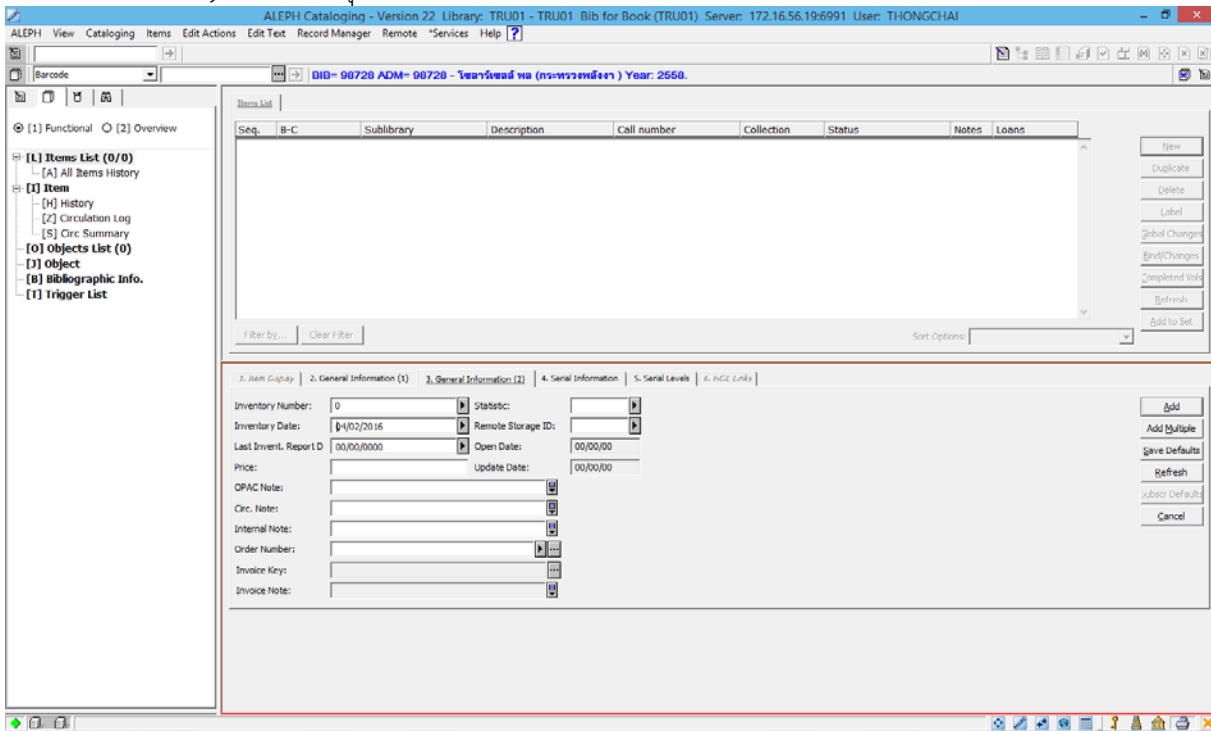 ALEPH Cataloging - Version 22 Library: TRU01 - TRU01 Bib for Book (TRU01) Server: 172.16.56.19:6991 User: THONGCHAI
ALEPH View Cataloging Items Edit Actions Edit Text Record Manager Remote *Services Help ?
Barcode
BIB= 98728 ADM= 98728 - โซลาร์เซลล์ พล (กระทรวงพลังงา ) Year: 2558.
[1] Functional [2] Overview
[L] Items List (0/0)
[A] All Items History
[I] Item
[H] History
[Z] Circulation Log
[S] Circ Summary
[O] Objects List (0)
[J] Object
[B] Bibliographic Info.
[T] Trigger List
Items List
Seq. B-C Sublibrary Description Call number Collection Status Notes Loans
New
Duplicate
Delete
Label
Global Changes
Bind/Changes
Completed Vols
Refresh
Add to Set
Filter by... Clear Filter Sort Options:
1. Item Display 2. General Information (1) 3. General Information (2) 4. Serial Information 5. Serial Levels 6. HOL Links
Inventory Number: 0 Statistic:
Inventory Date: 04/02/2016 Remote Storage ID:
Last Invent. Report D 00/00/0000 Open Date: 00/00/00
Price: Update Date: 00/00/00
OPAC Note:
Circ. Note:
Internal Note:
Order Number:
Invoice Key:
Invoice Note:
Add
Add Multiple
Save Defaults
Refresh
Subscr Defaults
Cancel